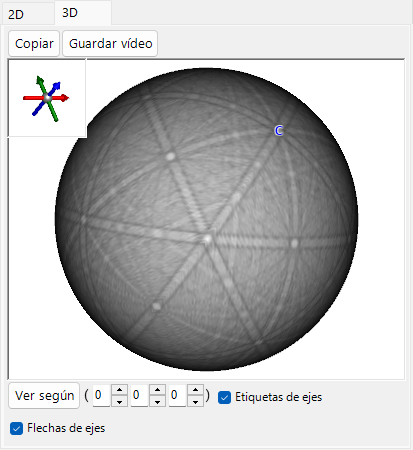 2D
3D
Copiar
Guardar vídeo
C
Ver según ( 0 0 0 ) Etiquetas de ejes
Flechas de ejes